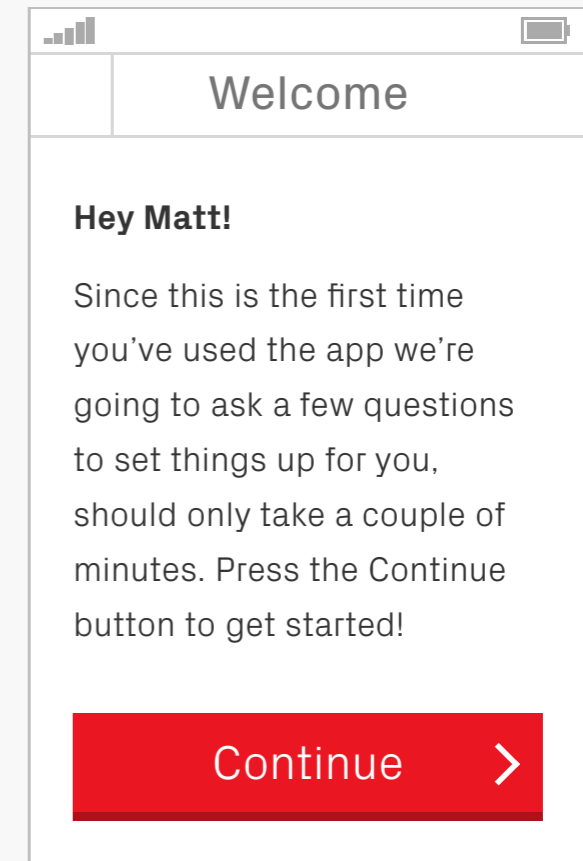 Welcome
Hey Matt!
Since this is the first time
you’ve used the app we’re
going to ask a few questions
to set things up for you,
should only take a couple of
minutes. Press the Continue
button to get started!
Continue